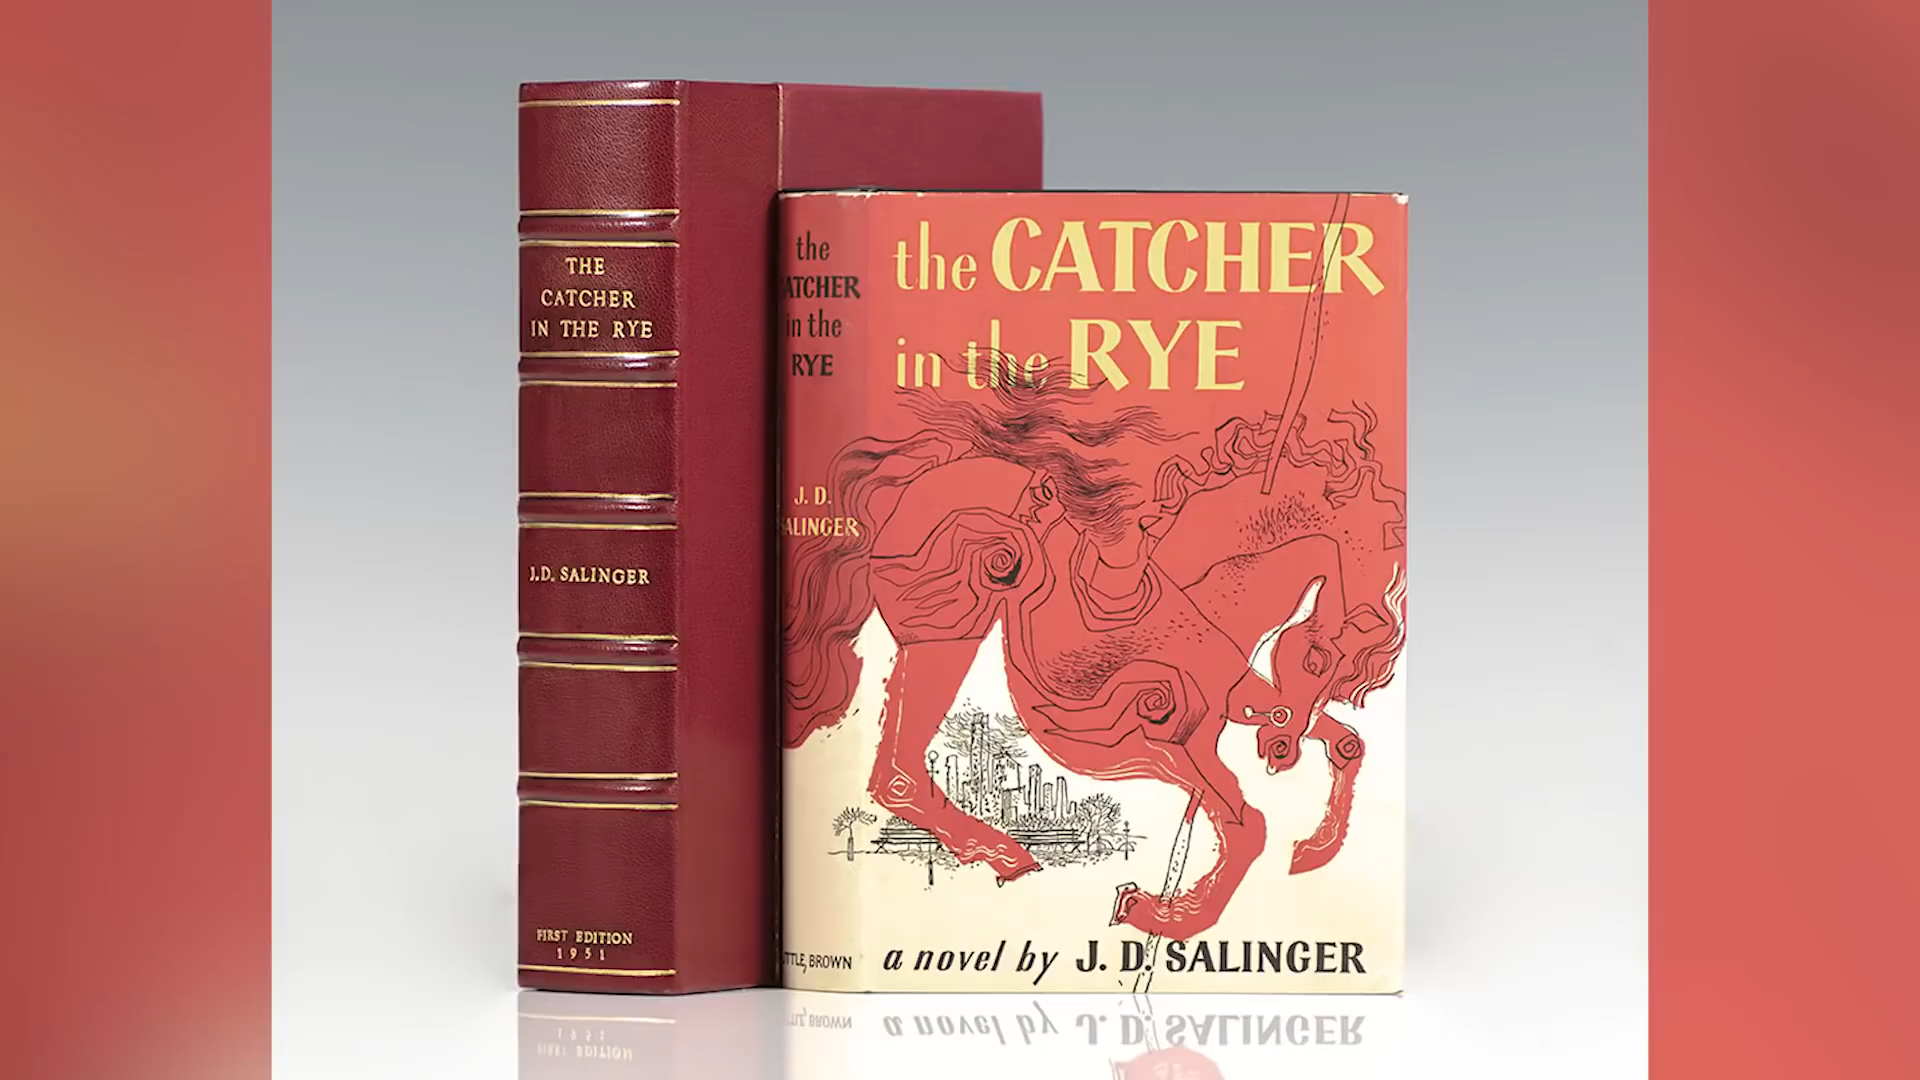 THE
CATCHER
IN THE RYE
J.D. SALINGER
FIRST EDITION
1951
the
CATCHER
in the
RYE
J. D.
SALINGER
LITTLE, BROWN
the CATCHER
in the RYE
a novel by J. D. SALINGER